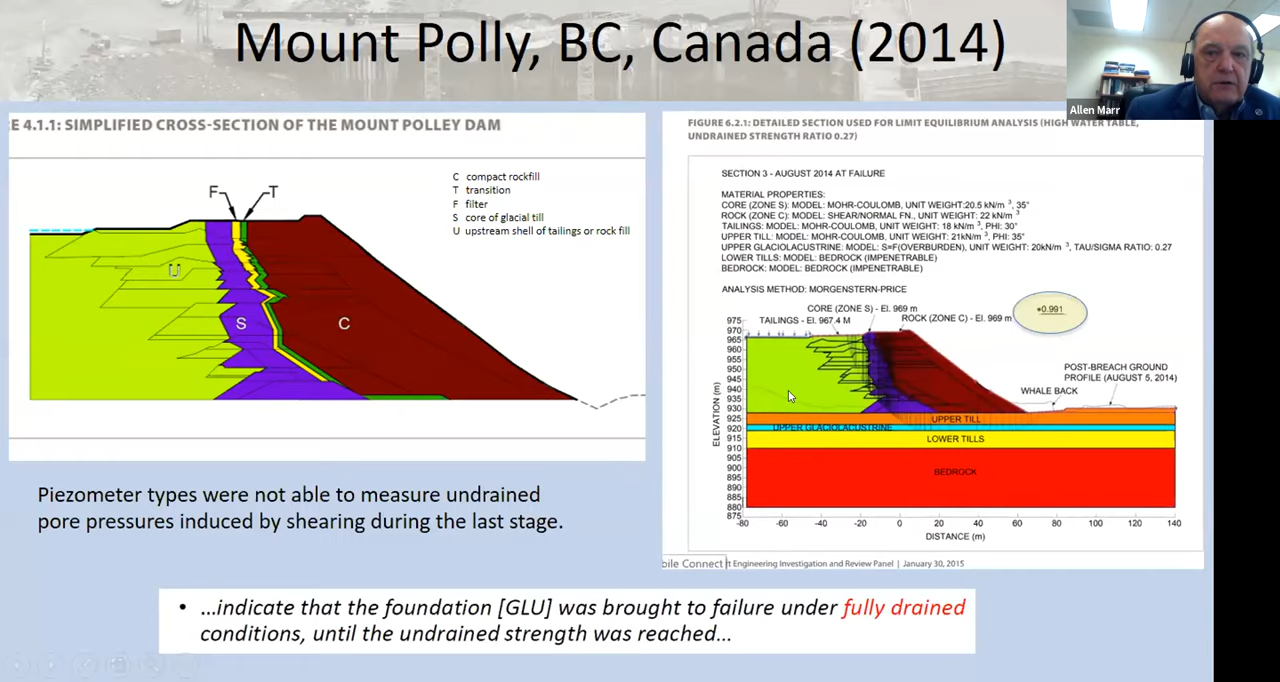 Mount Polly, BC, Canada (2014)
Allen Marr
E 4.1.1: SIMPLIFIED CROSS-SECTION OF THE MOUNT POLLEY DAM
F
T
C compact rockfill
T transition
F filter
S core of glacial till
U upstream shell of tailings or rock fill
U
S
C
Piezometer types were not able to measure undrained
pore pressures induced by shearing during the last stage.
FIGURE 6.2.1: DETAILED SECTION USED FOR LIMIT EQUILIBRIUM ANALYSIS (HIGH WATER TABLE,
UNDRAINED STRENGTH RATIO 0.27)
SECTION 3 - AUGUST 2014 AT FAILURE
MATERIAL PROPERTIES:
CORE (ZONE S): MODEL: MOHR-COULOMB, UNIT WEIGHT:20.5 kN/m ³, 35°
ROCK (ZONE C): MODEL: SHEAR/NORMAL FN., UNIT WEIGHT: 22 kN/m ³
TAILINGS: MODEL: MOHR-COULOMB, UNIT WEIGHT: 18 kN/m ³, PHI: 30°
UPPER TILL: MODEL: MOHR-COULOMB, UNIT WEIGHT: 21kN/m ³, PHI: 35°
UPPER GLACIOLACUSTRINE: MODEL: S=F(OVERBURDEN), UNIT WEIGHT: 20kN/m ³, TAU/SIGMA RATIO: 0.27
LOWER TILLS: MODEL: BEDROCK (IMPENETRABLE)
BEDROCK: MODEL: BEDROCK (IMPENETRABLE)
ANALYSIS METHOD: MORGENSTERN-PRICE
CORE (ZONE S) - El. 969 m
TAILINGS - El. 967.4 M
ROCK (ZONE C) - El. 969 m
0.991
POST-BREACH GROUND
PROFILE (AUGUST 5, 2014)
WHALE BACK
ELEVATION (m)
975
970
965
960
955
950
945
940
935
930
925
920
915
910
905
900
895
890
885
880
875
UPPER TILL
UPPER GLACIOLACUSTRINE
LOWER TILLS
BEDROCK
-80 -60 -40 -20 0 20 40 60 80 100 120 140
DISTANCE (m)
bile Connect
t Engineering Investigation and Review Panel | January 30, 2015
• …indicate that the foundation [GLU] was brought to failure under fully drained
conditions, until the undrained strength was reached…